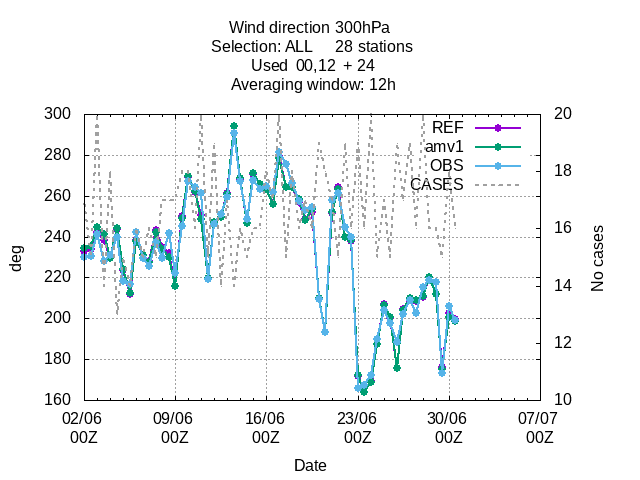 Wind direction 300hPa
Selection: ALL 28 stations
Used 00,12 + 24
Averaging window: 12h
300
280
260
240
220
200
180
160
deg
20
18
16
14
12
10
No cases
REF
amv1
OBS
CASES
02/06 09/06 16/06 23/06 30/06 07/07
00Z 00Z 00Z 00Z 00Z 00Z
Date